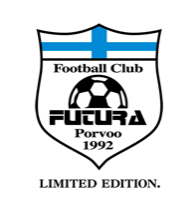 Football Club
FUTURA
Porvoo
1992
LIMITED EDITION.